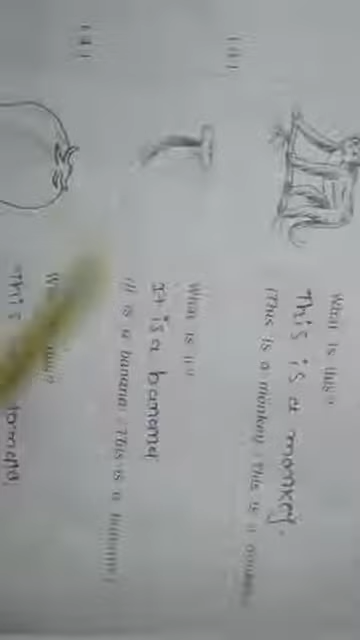 What is this?
This is a monkey.
(This is a monkey / This is a monkey)
What is it?
It is a banana
(It is a banana / This is a banana)
This